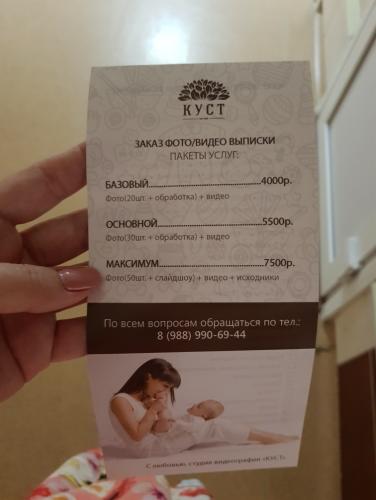 КУСТ
ЗАКАЗ ФОТО/ВИДЕО ВЫПИСКИ
ПАКЕТЫ УСЛУГ:
БАЗОВЫЙ....................................................4000р.
Фото(20шт. + обработка) + видео
ОСНОВНОЙ................................................5500р.
Фото(30шт. + обработка) + видео
МАКСИМУМ................................................7500р.
Фото(50шт. + слайдшоу) + видео + исходники
По всем вопросам обращаться по тел.:
8 (988) 990-69-44
С любовью, студия видеографии «КУСТ»